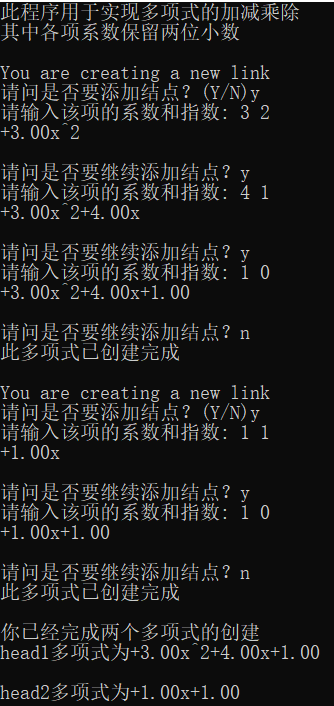 此程序用于实现多项式的加减乘除
其中各项系数保留两位小数
You are creating a new link
请问是否要添加结点？(Y/N)y
请输入该项的系数和指数: 3 2
+3.00x^2
请问是否要继续添加结点？y
请输入该项的系数和指数: 4 1
+3.00x^2+4.00x
请问是否要继续添加结点？y
请输入该项的系数和指数: 1 0
+3.00x^2+4.00x+1.00
请问是否要继续添加结点？n
此多项式已创建完成
You are creating a new link
请问是否要添加结点？(Y/N)y
请输入该项的系数和指数: 1 1
+1.00x
请问是否要继续添加结点？y
请输入该项的系数和指数: 1 0
+1.00x+1.00
请问是否要继续添加结点？n
此多项式已创建完成
你已经完成两个多项式的创建
head1多项式为+3.00x^2+4.00x+1.00
head2多项式为+1.00x+1.00